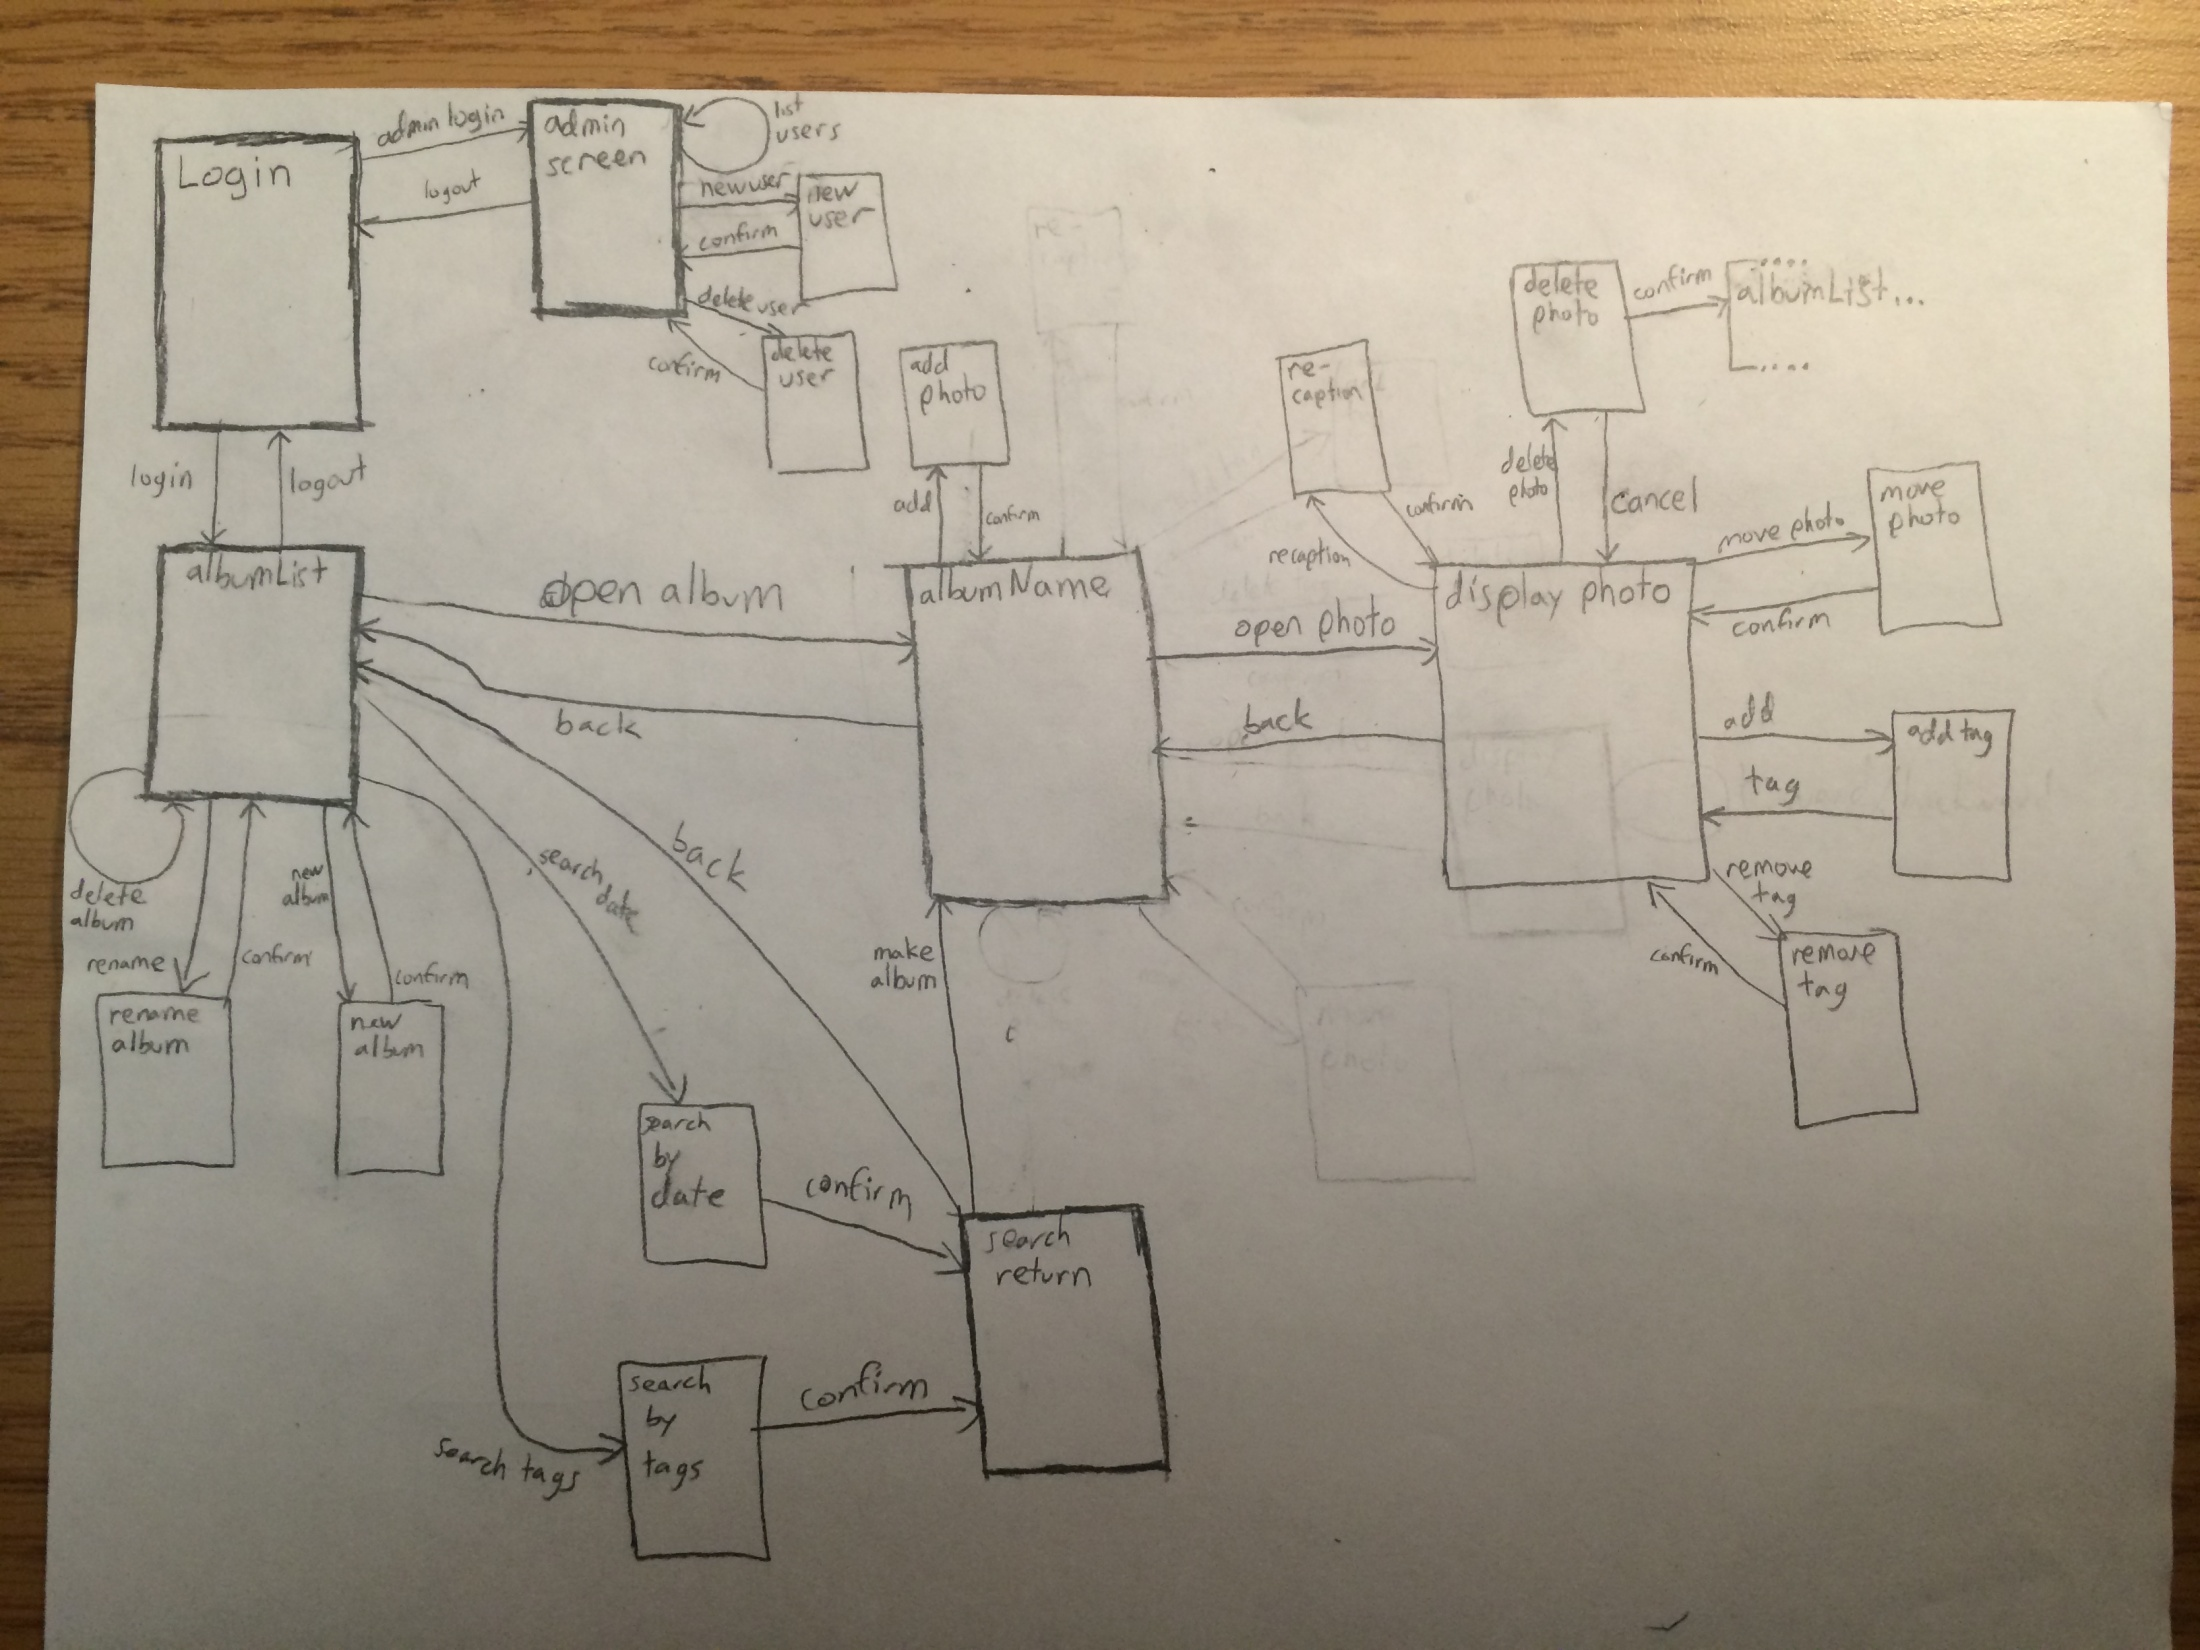 Login
admin login
logout
admin
screen
list
users
new user
confirm
new
user
delete user
confirm
delete
user
login
logout
add
photo
add
confirm
re-
caption
confirm
recaption
delete
photo
confirm
albumList...
delete
photo
cancel
move photo
confirm
move
photo
albumList
open album
back
albumName
open photo
back
display photo
add
tag
add tag
remove
tag
confirm
remove
tag
delete
album
rename
confirm
new
album
confirm
rename
album
new
album
search
date
back
make
album
search
by
date
confirm
search
return
search tags
search
by
tags
confirm